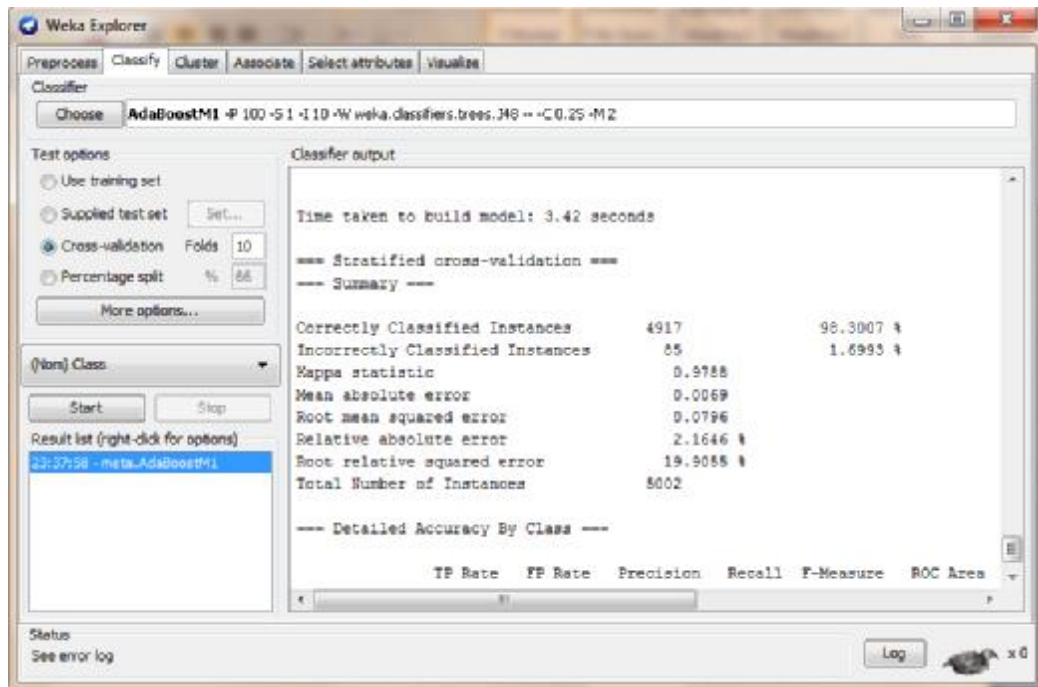 Weka Explorer
Preprocess Classify Cluster Associate Select attributes Visualize
Classifier
Choose AdaBoostM1 -P 100 -S 1 -I 10 -W weka.classifiers.trees.J48 -- -C 0.25 -M 2
Test options
Use training set
Supplied test set Set...
Cross-validation Folds 10
Percentage split % 66
More options...
(Nom) Class
Start Stop
Result list (right-click for options)
23:37:58 - meta.AdaBoostM1
Classifier output
Time taken to build model: 3.42 seconds
=== Stratified cross-validation ===
=== Summary ===
Correctly Classified Instances 4917 98.3007 %
Incorrectly Classified Instances 85 1.6993 %
Kappa statistic 0.9788
Mean absolute error 0.0069
Root mean squared error 0.0796
Relative absolute error 2.1646 %
Root relative squared error 19.9055 %
Total Number of Instances 5002
=== Detailed Accuracy By Class ===
TP Rate FP Rate Precision Recall F-Measure ROC Area
Status
See error log
Log x 0